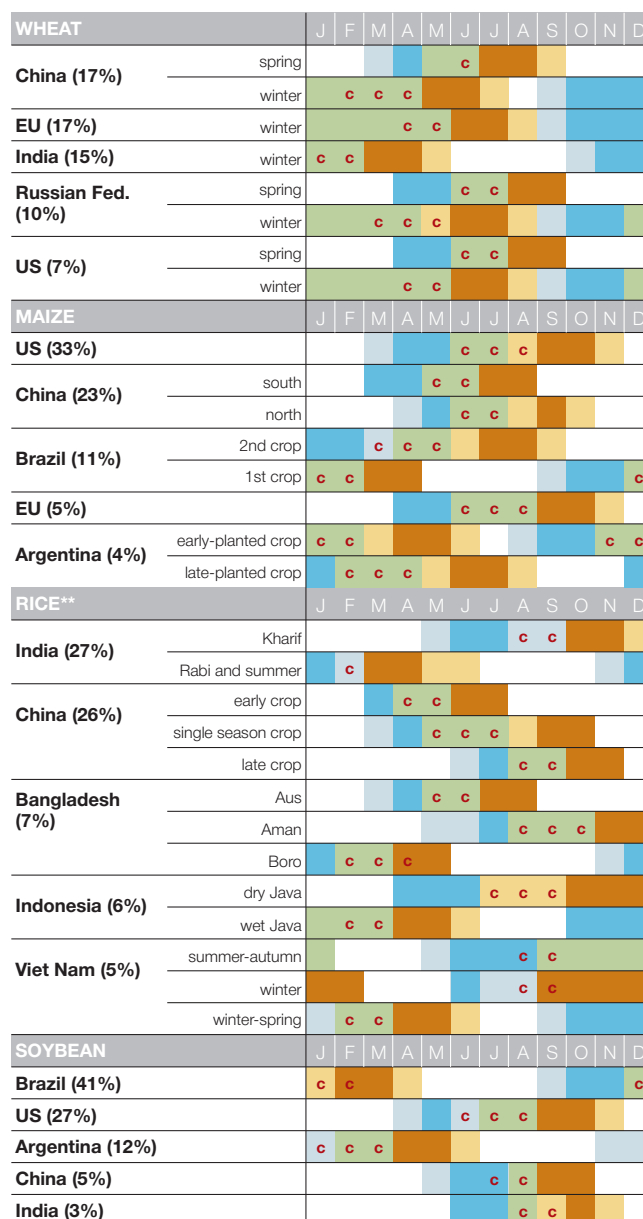 WHEAT J F M A M J J A S O N D
China (17%) spring c
winter c c c
EU (17%) winter c c
India (15%) winter c c
Russian Fed. (10%) spring c c
winter c c c
US (7%) spring c c
winter c c
MAIZE J F M A M J J A S O N D
US (33%) c c c
China (23%) south c c
north c c
Brazil (11%) 2nd crop c c c
1st crop c c c
EU (5%) c c c
Argentina (4%) early-planted crop c c c c
late-planted crop c c c
RICE** J F M A M J J A S O N D
India (27%) Kharif c c
Rabi and summer c
China (26%) early crop c c
single season crop c c c
late crop c c
Bangladesh (7%) Aus c c
Aman c c c
Boro c c c
Indonesia (6%) dry Java c c c
wet Java c c
Viet Nam (5%) summer-autumn c c
winter c c
winter-spring c c
SOYBEAN J F M A M J J A S O N D
Brazil (41%) c c c
US (27%) c c c
Argentina (12%) c c c
China (5%) c c
India (3%) c c